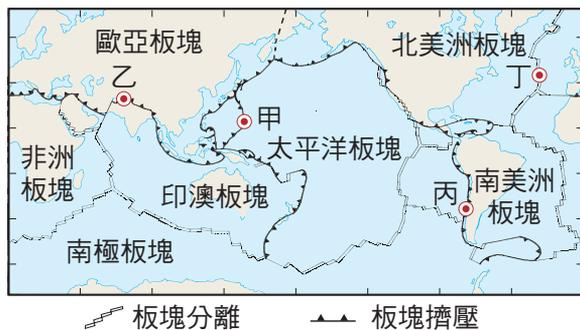 歐亞板塊
北美洲板塊
乙
丁
甲
太平洋板塊
非洲
板塊
印澳板塊
丙
南美洲
板塊
南極板塊
板塊分離
板塊擠壓